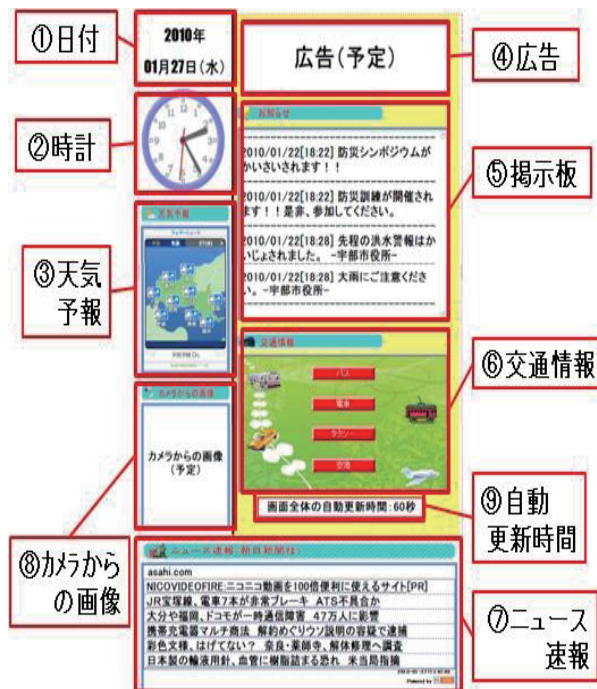 ①日付
2010年
01月27日(水)
広告(予定)
④広告
②時計
お知らせ
2010/01/22[18:22] 防災シンポジウムが
かいさいされます！！
2010/01/22[18:22] 防災訓練が開催され
ます！！是非、参加してください。
2010/01/22[18:28] 先程の洪水警報はか
いじょされました。 -宇部市役所-
2010/01/22[18:28] 大雨にご注意くださ
い。 -宇部市役所-
⑤掲示板
③天気
予報
天気予報
交通情報
バス
電車
タクシー
空港
⑥交通情報
カメラからの画像
カメラからの画像
(予定)
画面全体の自動更新時間:60秒
⑨自動
更新時間
⑧カメラから
の画像
ニュース速報:朝日新聞は:
asahi.com
NICOVIDEOFIRE:ニコニコ動画を100倍便利に使えるサイト[PR]
JR宝塚線、電車7本が非常ブレーキ ATS不具合か
大分や福岡、ドコモが一時通信障害 47万人に影響
携帯充電器マルチ商法 解約めぐりウソ説明の容疑で逮捕
彩色文様、はげてない? 奈良・薬師寺、解体修理へ調査
日本製の輸液用針、血管に樹脂詰まる恐れ 米当局指摘
⑦ニュース
速報